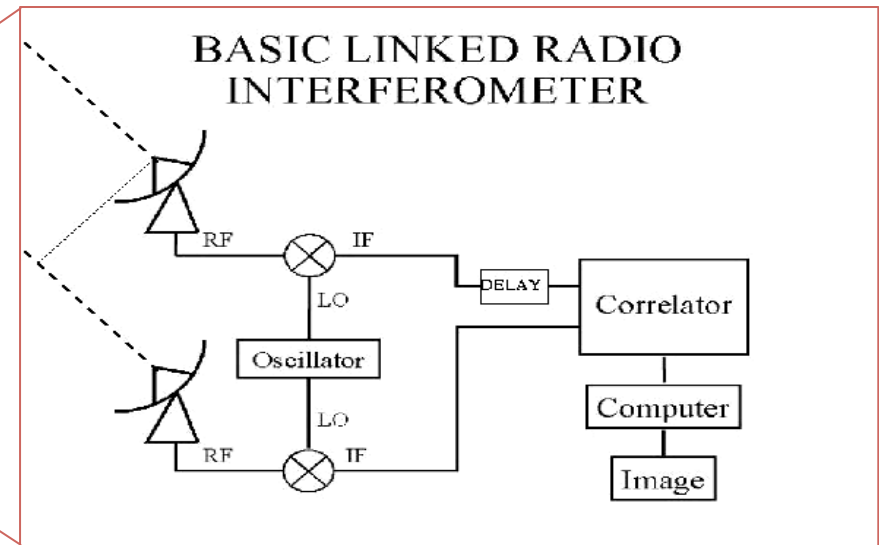 BASIC LINKED RADIO
INTERFEROMETER
RF
IF
DELAY
LO
Correlator
Oscillator
Computer
LO
RF
IF
Image